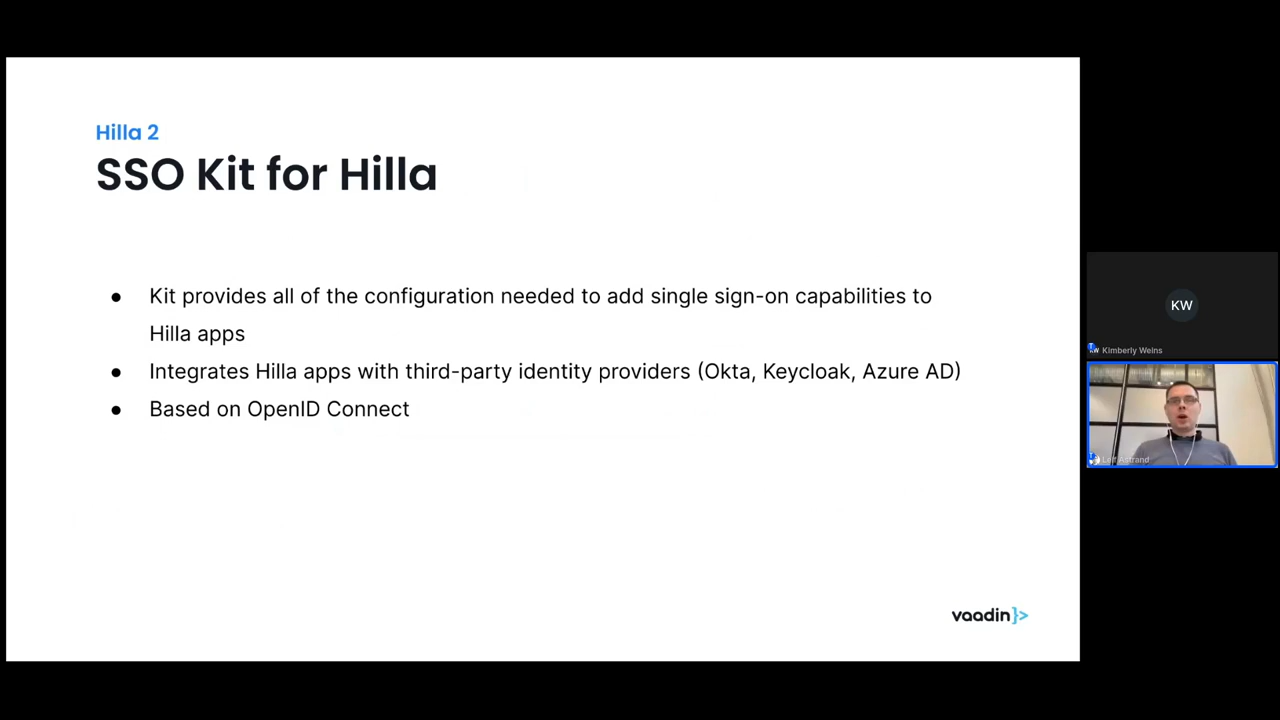 Hilla 2
SSO Kit for Hilla
● Kit provides all of the configuration needed to add single sign-on capabilities to
Hilla apps
● Integrates Hilla apps with third-party identity providers (Okta, Keycloak, Azure AD)
● Based on OpenID Connect
vaadin}>
KW
Kimberly Weins
Leif Åstrand